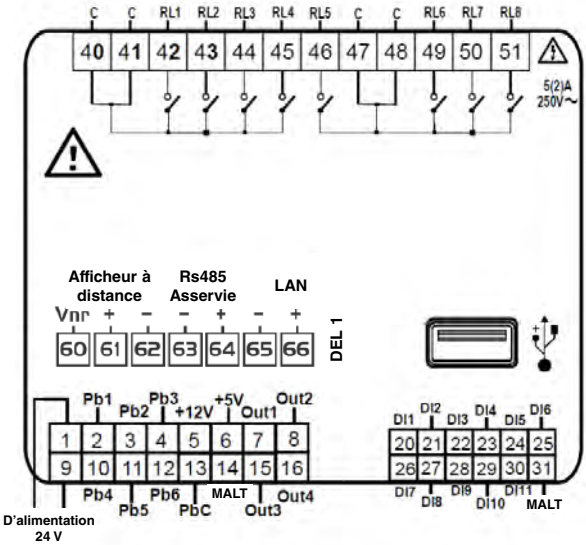 C C RL1 RL2 RL3 RL4 RL5 C C RL6 RL7 RL8
40 41 42 43 44 45 46 47 48 49 50 51
5(2)A
250V~
Afficheur à
distance
Rs485
Asservie
LAN
Vnr + - - + - +
60 61 62 63 64 65 66
DEL 1
Pb1 Pb2 Pb3 +12V +5V Out1 Out2
1 2 3 4 5 6 7 8
9 10 11 12 13 14 15 16
Pb4 Pb5 Pb6 PbC MALT Out3 Out4
D'alimentation
24 V
DI1 DI2 DI3 DI4 DI5 DI6
20 21 22 23 24 25
26 27 28 29 30 31
DI7 DI8 DI9 DI10 DI11 MALT